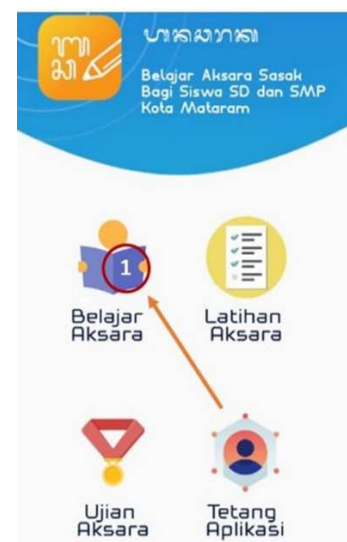 Belajar Aksara Sasak
Bagi Siswa SD dan SMP
Kota Mataram
1
Belajar
Aksara
Latihan
Aksara
Ujian
Aksara
Tetang
Aplikasi